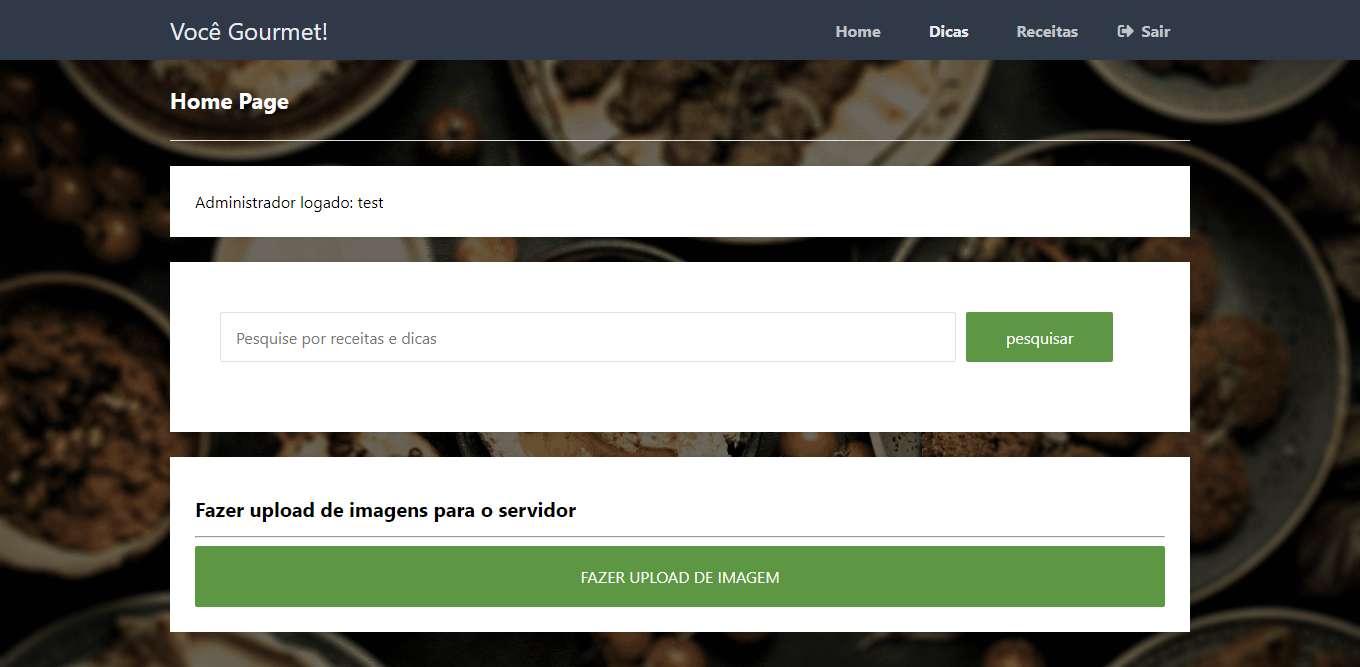 Você Gourmet!
Home Dicas Receitas Sair
Home Page
Administrador logado: test
Pesquise por receitas e dicas pesquisar
Fazer upload de imagens para o servidor
FAZER UPLOAD DE IMAGEM